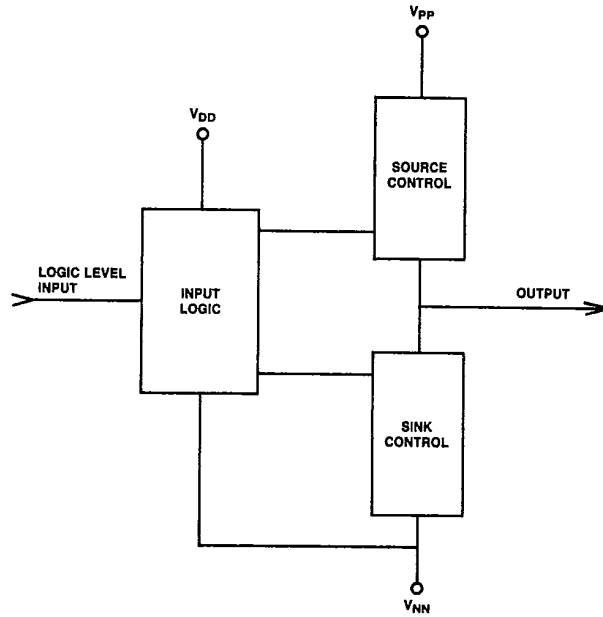 VPP
VDD
SOURCE
CONTROL
LOGIC LEVEL
INPUT
INPUT
LOGIC
OUTPUT
SINK
CONTROL
VNN